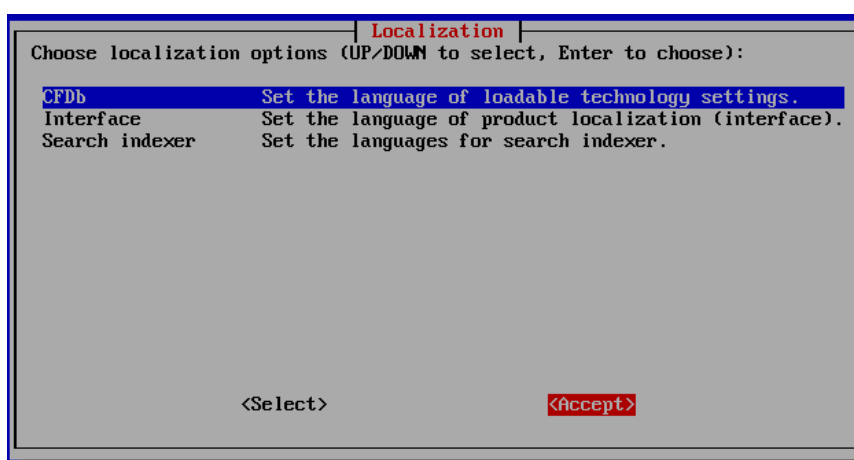 Localization
Choose localization options (UP/DOWN to select, Enter to choose):
CFDb Set the language of loadable technology settings.
Interface Set the language of product localization (interface).
Search indexer Set the languages for search indexer.
<Select> <Accept>